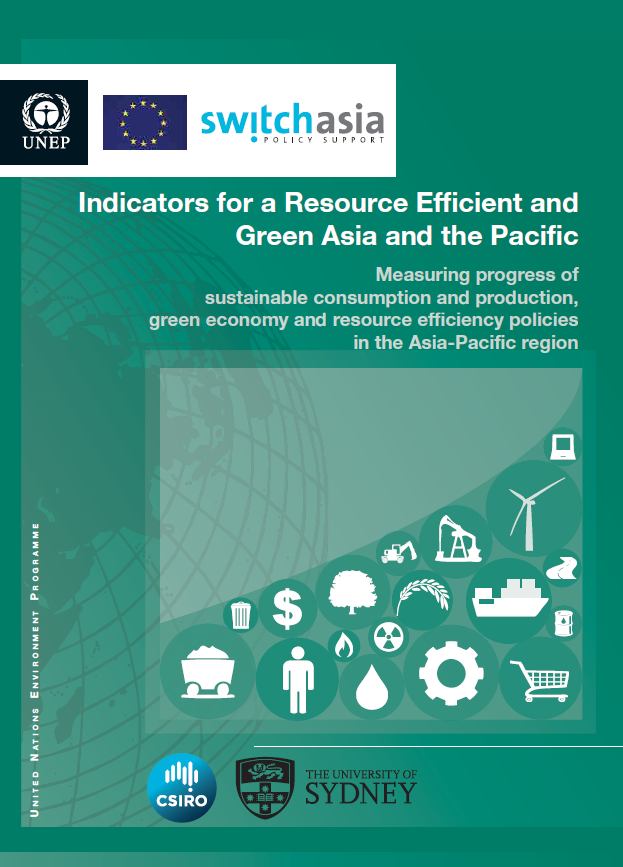 UNEP
switchasia
POLICY SUPPORT
Indicators for a Resource Efficient and
Green Asia and the Pacific
Measuring progress of
sustainable consumption and production,
green economy and resource efficiency policies
in the Asia-Pacific region
$
UNITED NATIONS ENVIRONMENT PROGRAMME
CSIRO
THE UNIVERSITY OF
SYDNEY